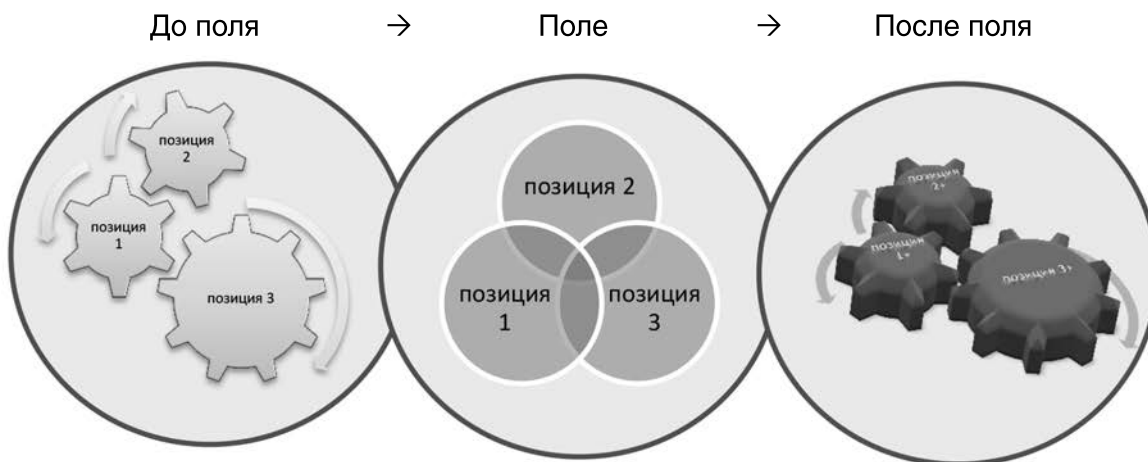 До поля → Поле → После поля
позиция
2
позиция
1
позиция 3
позиция 2
позиция
1
позиция
3
позиция
2+
позиция
1+
позиция 3+